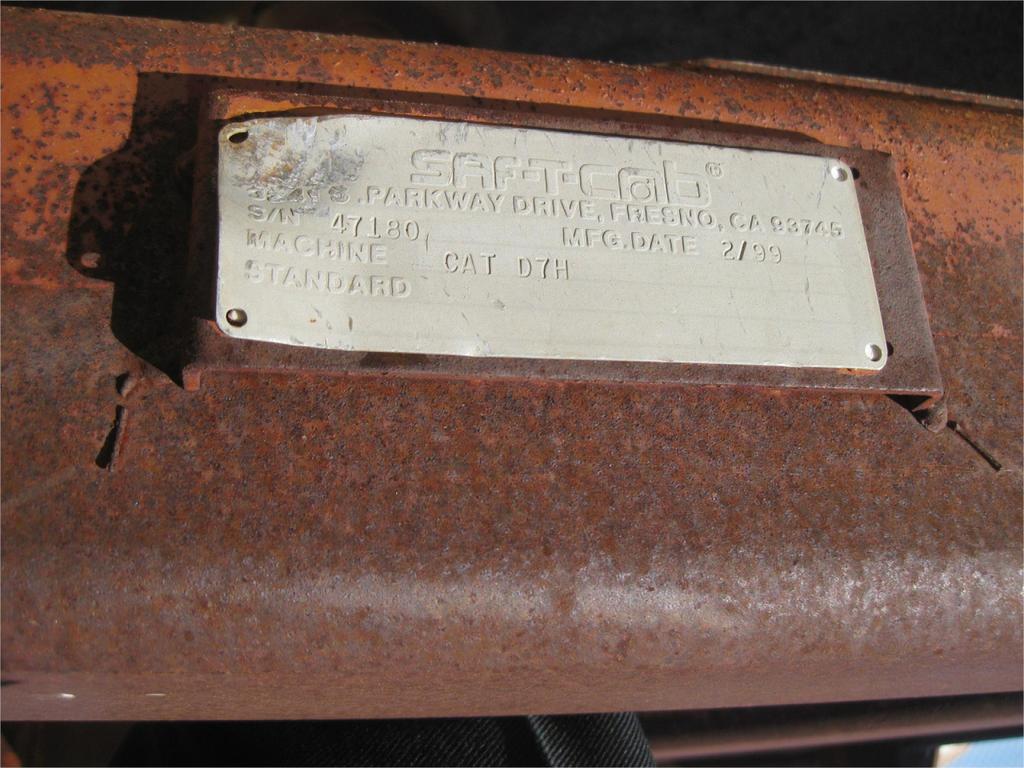 SAF-T-Cab®
S. PARKWAY DRIVE, FRESNO, CA 93745
S/N 47180 MFG. DATE 2/99
MACHINE CAT D7H
STANDARD